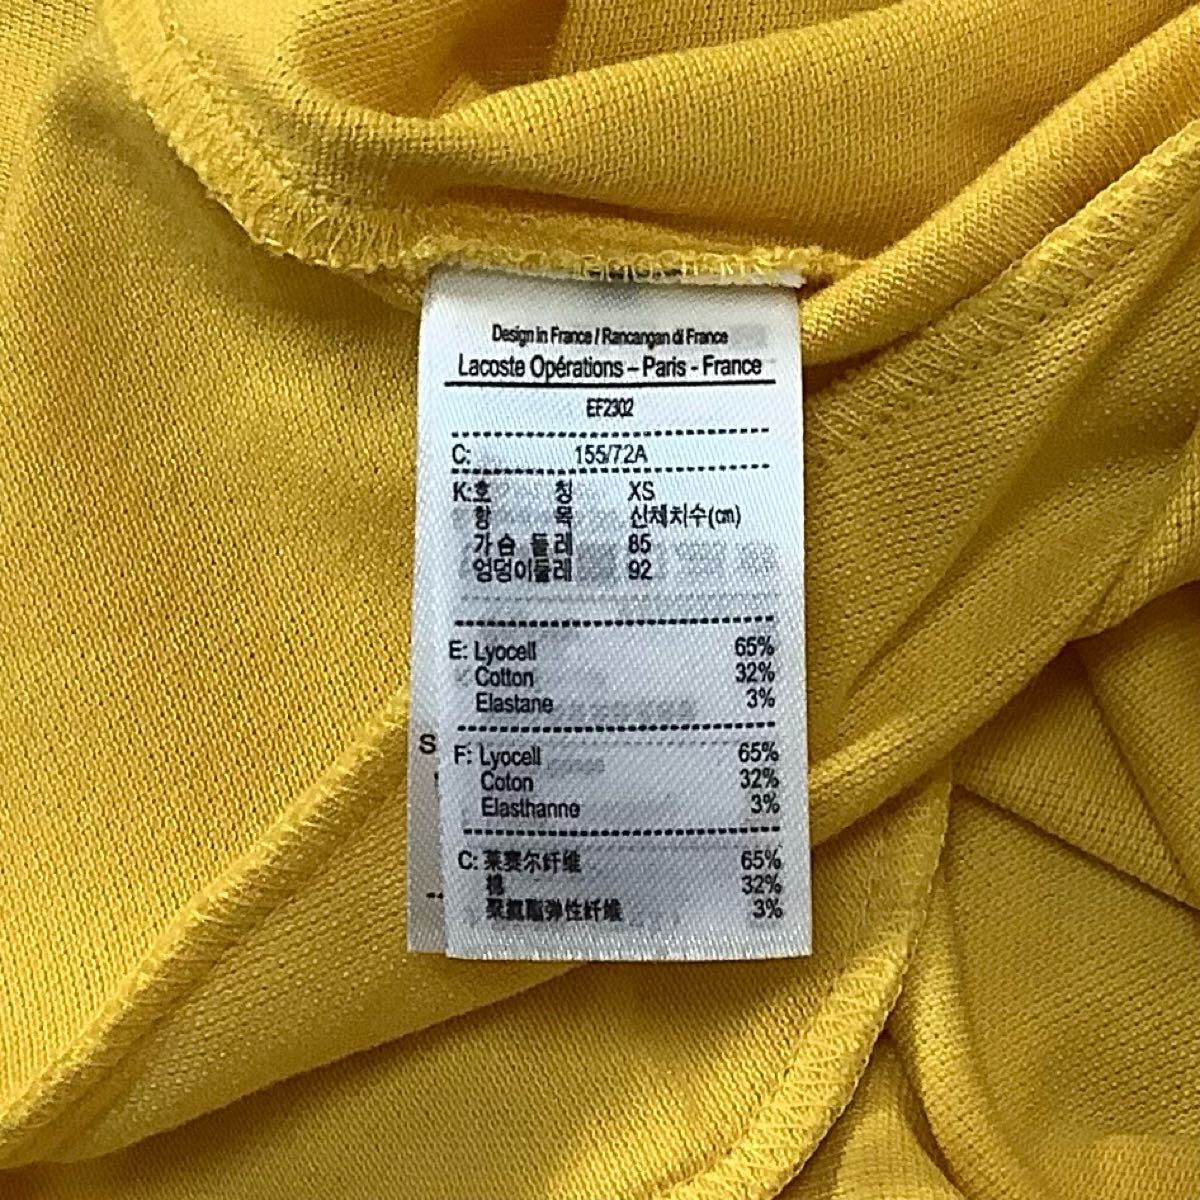 Design in France / Rancangan di France
Lacoste Opérations – Paris - France
EF2302
C: 155/72A
K:호 칭 XS
항 목 신체치수(㎝)
가슴 둘레 85
엉덩이둘레 92
E: Lyocell 65%
Cotton 32%
Elastane 3%
F: Lyocell 65%
Coton 32%
Elasthanne 3%
C: 莱赛尔纤维 65%
棉 32%
聚氨酯弹性纤维 3%
S